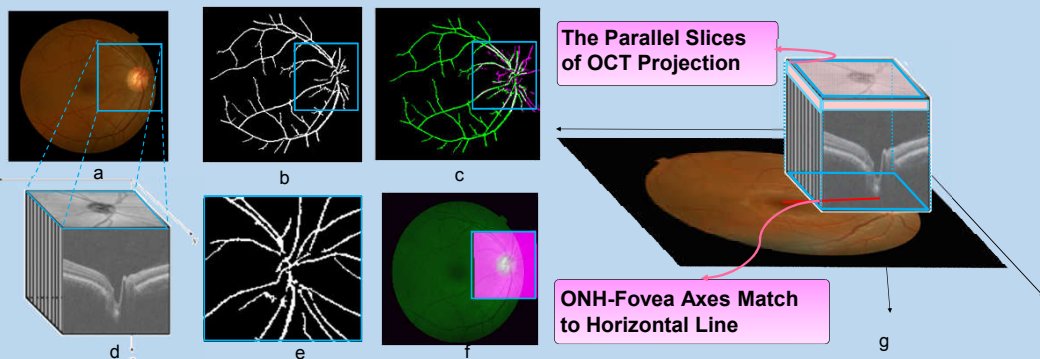 The Parallel Slices
of OCT Projection
a
b
c
ONH-Fovea Axes Match
to Horizontal Line
d
e
f
g